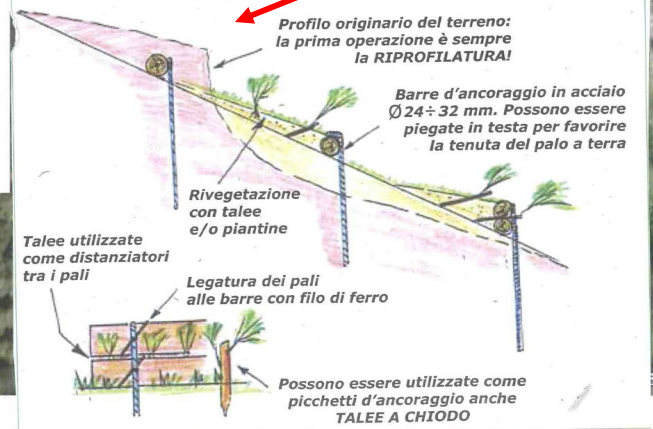 Profilo originario del terreno:
la prima operazione è sempre
la RIPROFILATURA!
Barre d'ancoraggio in acciaio
Ø24÷32 mm. Possono essere
piegate in testa per favorire
la tenuta del palo a terra
Rivegetazione
con talee
e/o piantine
Talee utilizzate
come distanziatori
tra i pali
Legatura dei pali
alle barre con filo di ferro
Possono essere utilizzate come
picchetti d'ancoraggio anche
TALEE A CHIODO